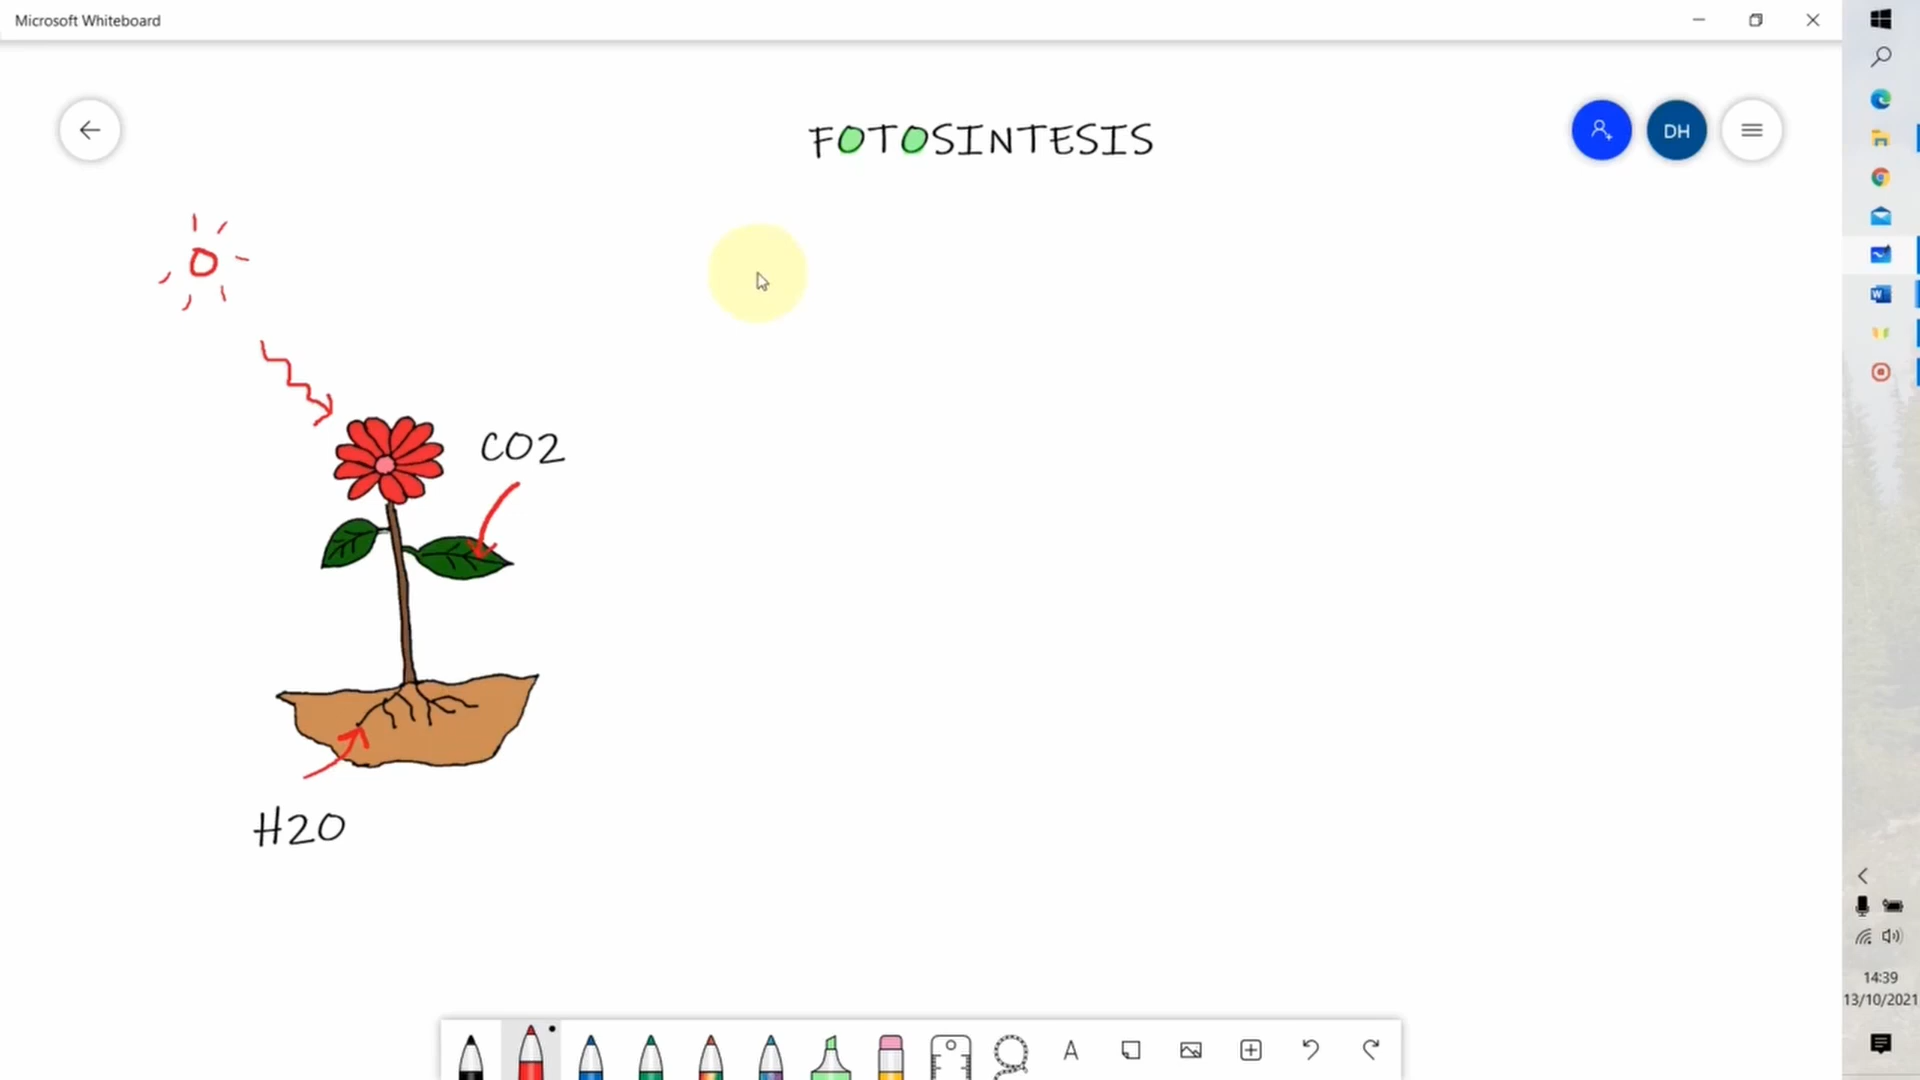 Microsoft Whiteboard
FOTOSINTESIS
DH
CO2
H2O
A
14:39
13/10/2021